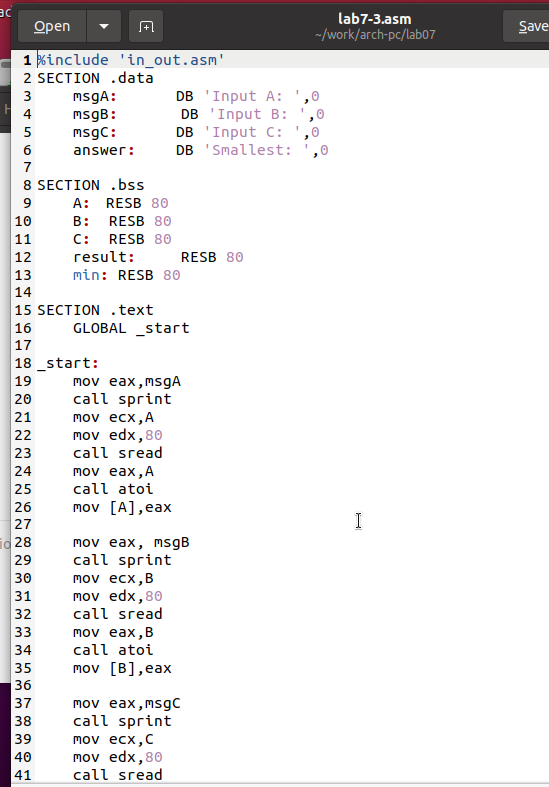 ac
Open
lab7-3.asm
~/work/arch-pc/lab07
Save
H
io
1 %include 'in_out.asm'
2 SECTION .data
3     msgA:      DB 'Input A: ',0
4     msgB:       DB 'Input B: ',0
5     msgC:      DB 'Input C: ',0
6     answer:    DB 'Smallest: ',0
7
8 SECTION .bss
9     A:  RESB 80
10     B:  RESB 80
11     C:  RESB 80
12     result:     RESB 80
13     min: RESB 80
14
15 SECTION .text
16     GLOBAL _start
17
18 _start:
19     mov eax,msgA
20     call sprint
21     mov ecx,A
22     mov edx,80
23     call sread
24     mov eax,A
25     call atoi
26     mov [A],eax
27
28     mov eax, msgB
29     call sprint
30     mov ecx,B
31     mov edx,80
32     call sread
33     mov eax,B
34     call atoi
35     mov [B],eax
36
37     mov eax,msgC
38     call sprint
39     mov ecx,C
40     mov edx,80
41     call sread